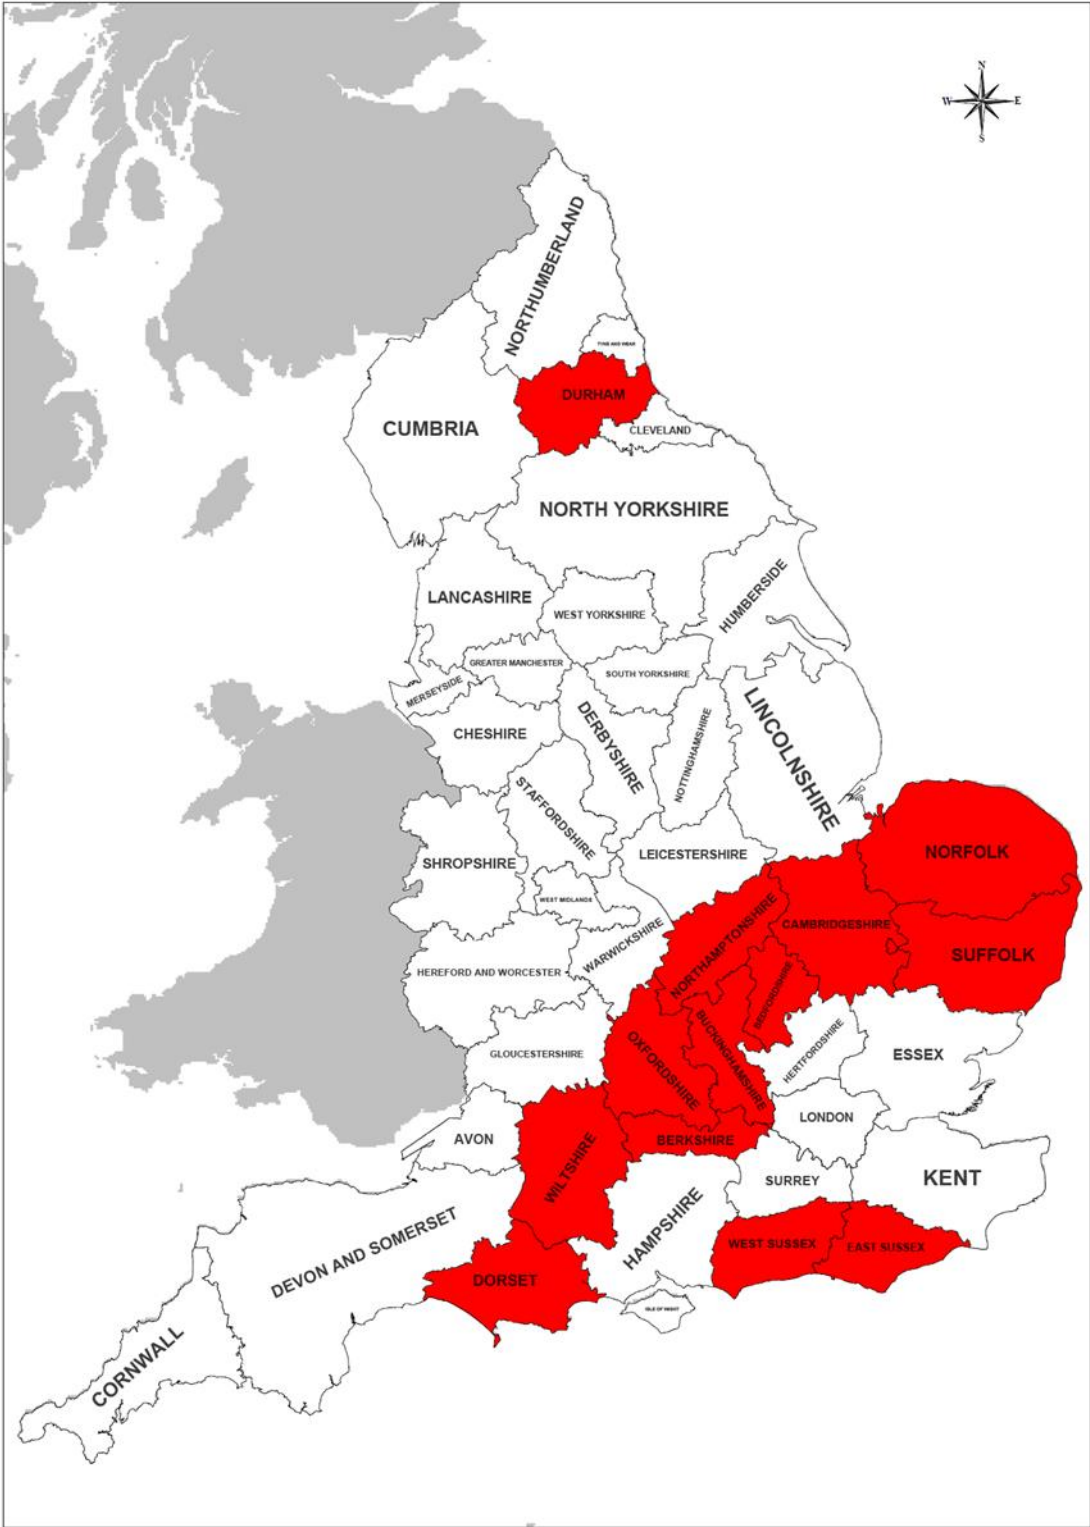 N
W E
S
NORTHUMBERLAND
TYNE AND WEAR
DURHAM
CUMBRIA
CLEVELAND
NORTH YORKSHIRE
LANCASHIRE
WEST YORKSHIRE
HUMBERSIDE
GREATER MANCHESTER
SOUTH YORKSHIRE
MERSEYSIDE
CHESHIRE
DERBYSHIRE
NOTTINGHAMSHIRE
LINCOLNSHIRE
STAFFORDSHIRE
SHROPSHIRE
LEICESTERSHIRE
NORFOLK
WEST MIDLANDS
WARWICKSHIRE
NORTHAMPTONSHIRE
CAMBRIDGESHIRE
SUFFOLK
HEREFORD AND WORCESTER
BEDFORDSHIRE
GLOUCESTERSHIRE
OXFORDSHIRE
BUCKINGHAMSHIRE
HERTFORDSHIRE
ESSEX
LONDON
AVON
WILTSHIRE
BERKSHIRE
SURREY
KENT
DEVON AND SOMERSET
HAMPSHIRE
WEST SUSSEX
EAST SUSSEX
DORSET
ISLE OF WIGHT
CORNWALL